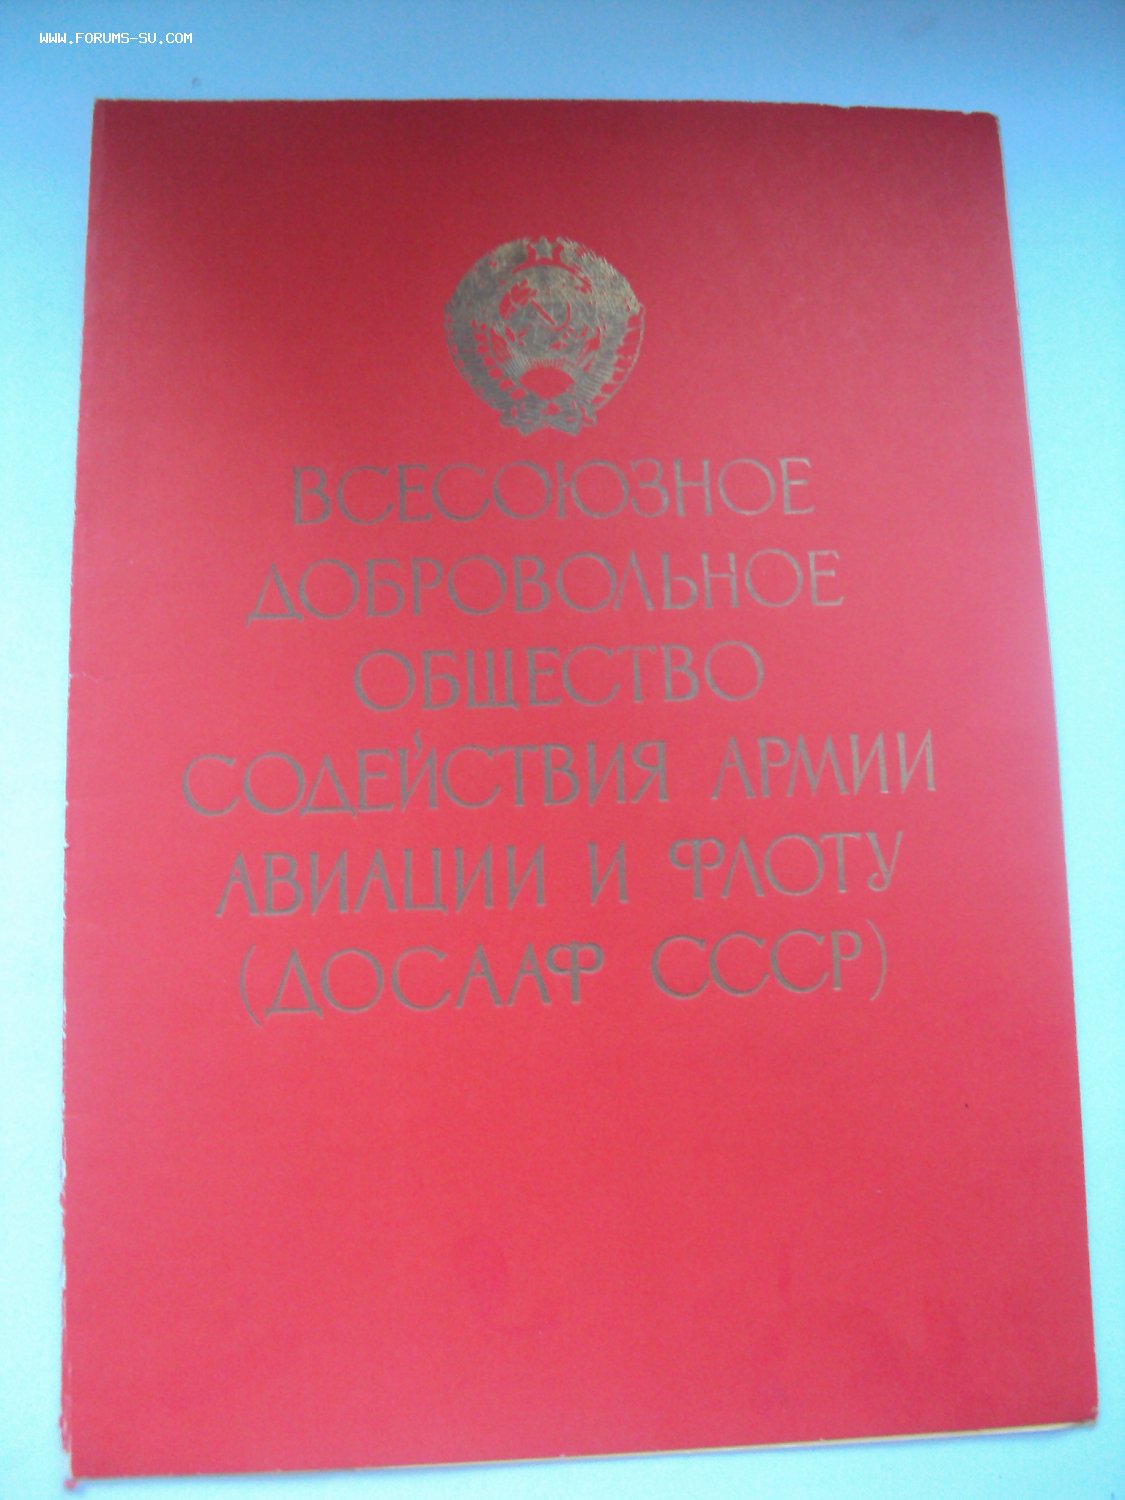 WWW.FORUMS-SU.COM
ВСЕСОЮЗНОЕ
ДОБРОВОЛЬНОЕ
ОБЩЕСТВО
СОДЕЙСТВИЯ АРМИИ
АВИАЦИИ И ФЛОТУ
(ДОСААФ СССР)